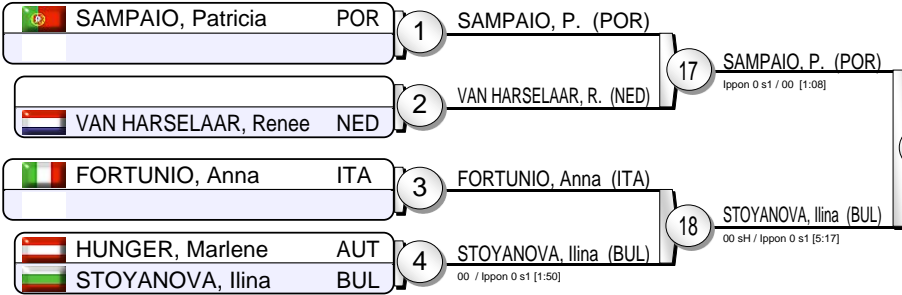 SAMPAIO, Patricia POR
1
SAMPAIO, P. (POR)
2
VAN HARSELAAR, Renee NED
VAN HARSELAAR, R. (NED)
17
SAMPAIO, P. (POR)
Ippon 0 s1 / 00 [1:08]
FORTUNIO, Anna ITA
3
FORTUNIO, Anna (ITA)
HUNGER, Marlene AUT
STOYANOVA, Ilina BUL
4
STOYANOVA, Ilina (BUL)
00 / Ippon 0 s1 [1:50]
18
STOYANOVA, Ilina (BUL)
00 sH / Ippon 0 s1 [5:17]